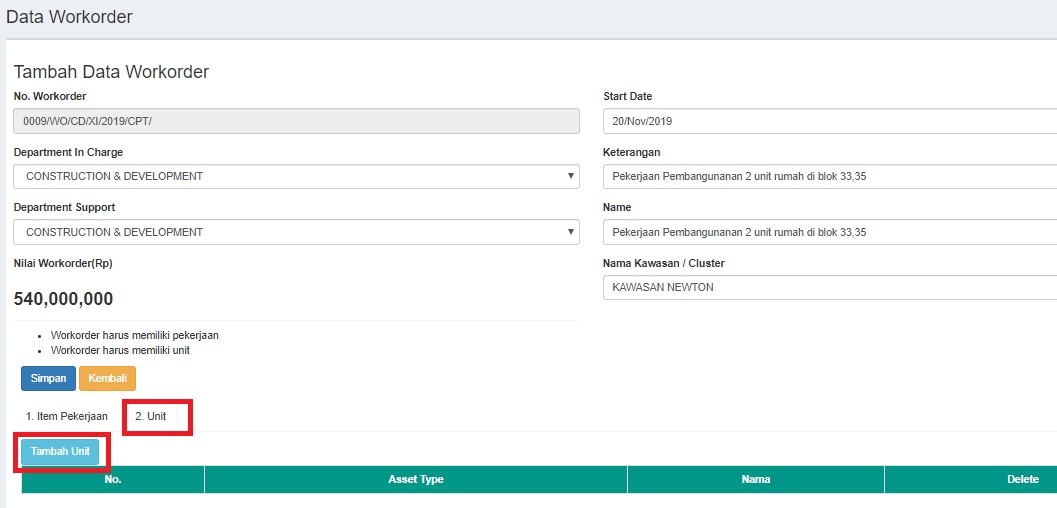 Data Workorder
Tambah Data Workorder
No. Workorder
0009/WO/CD/XI/2019/CPT/
Department In Charge
CONSTRUCTION & DEVELOPMENT
Department Support
CONSTRUCTION & DEVELOPMENT
Nilai Workorder(Rp)
540,000,000
Start Date
20/Nov/2019
Keterangan
Pekerjaan Pembangunanan 2 unit rumah di blok 33,35
Name
Pekerjaan Pembangunanan 2 unit rumah di blok 33,35
Nama Kawasan / Cluster
KAWASAN NEWTON
• Workorder harus memiliki pekerjaan
• Workorder harus memiliki unit
Simpan Kembali
1. Item Pekerjaan 2. Unit
Tambah Unit
No. Asset Type Nama Delete